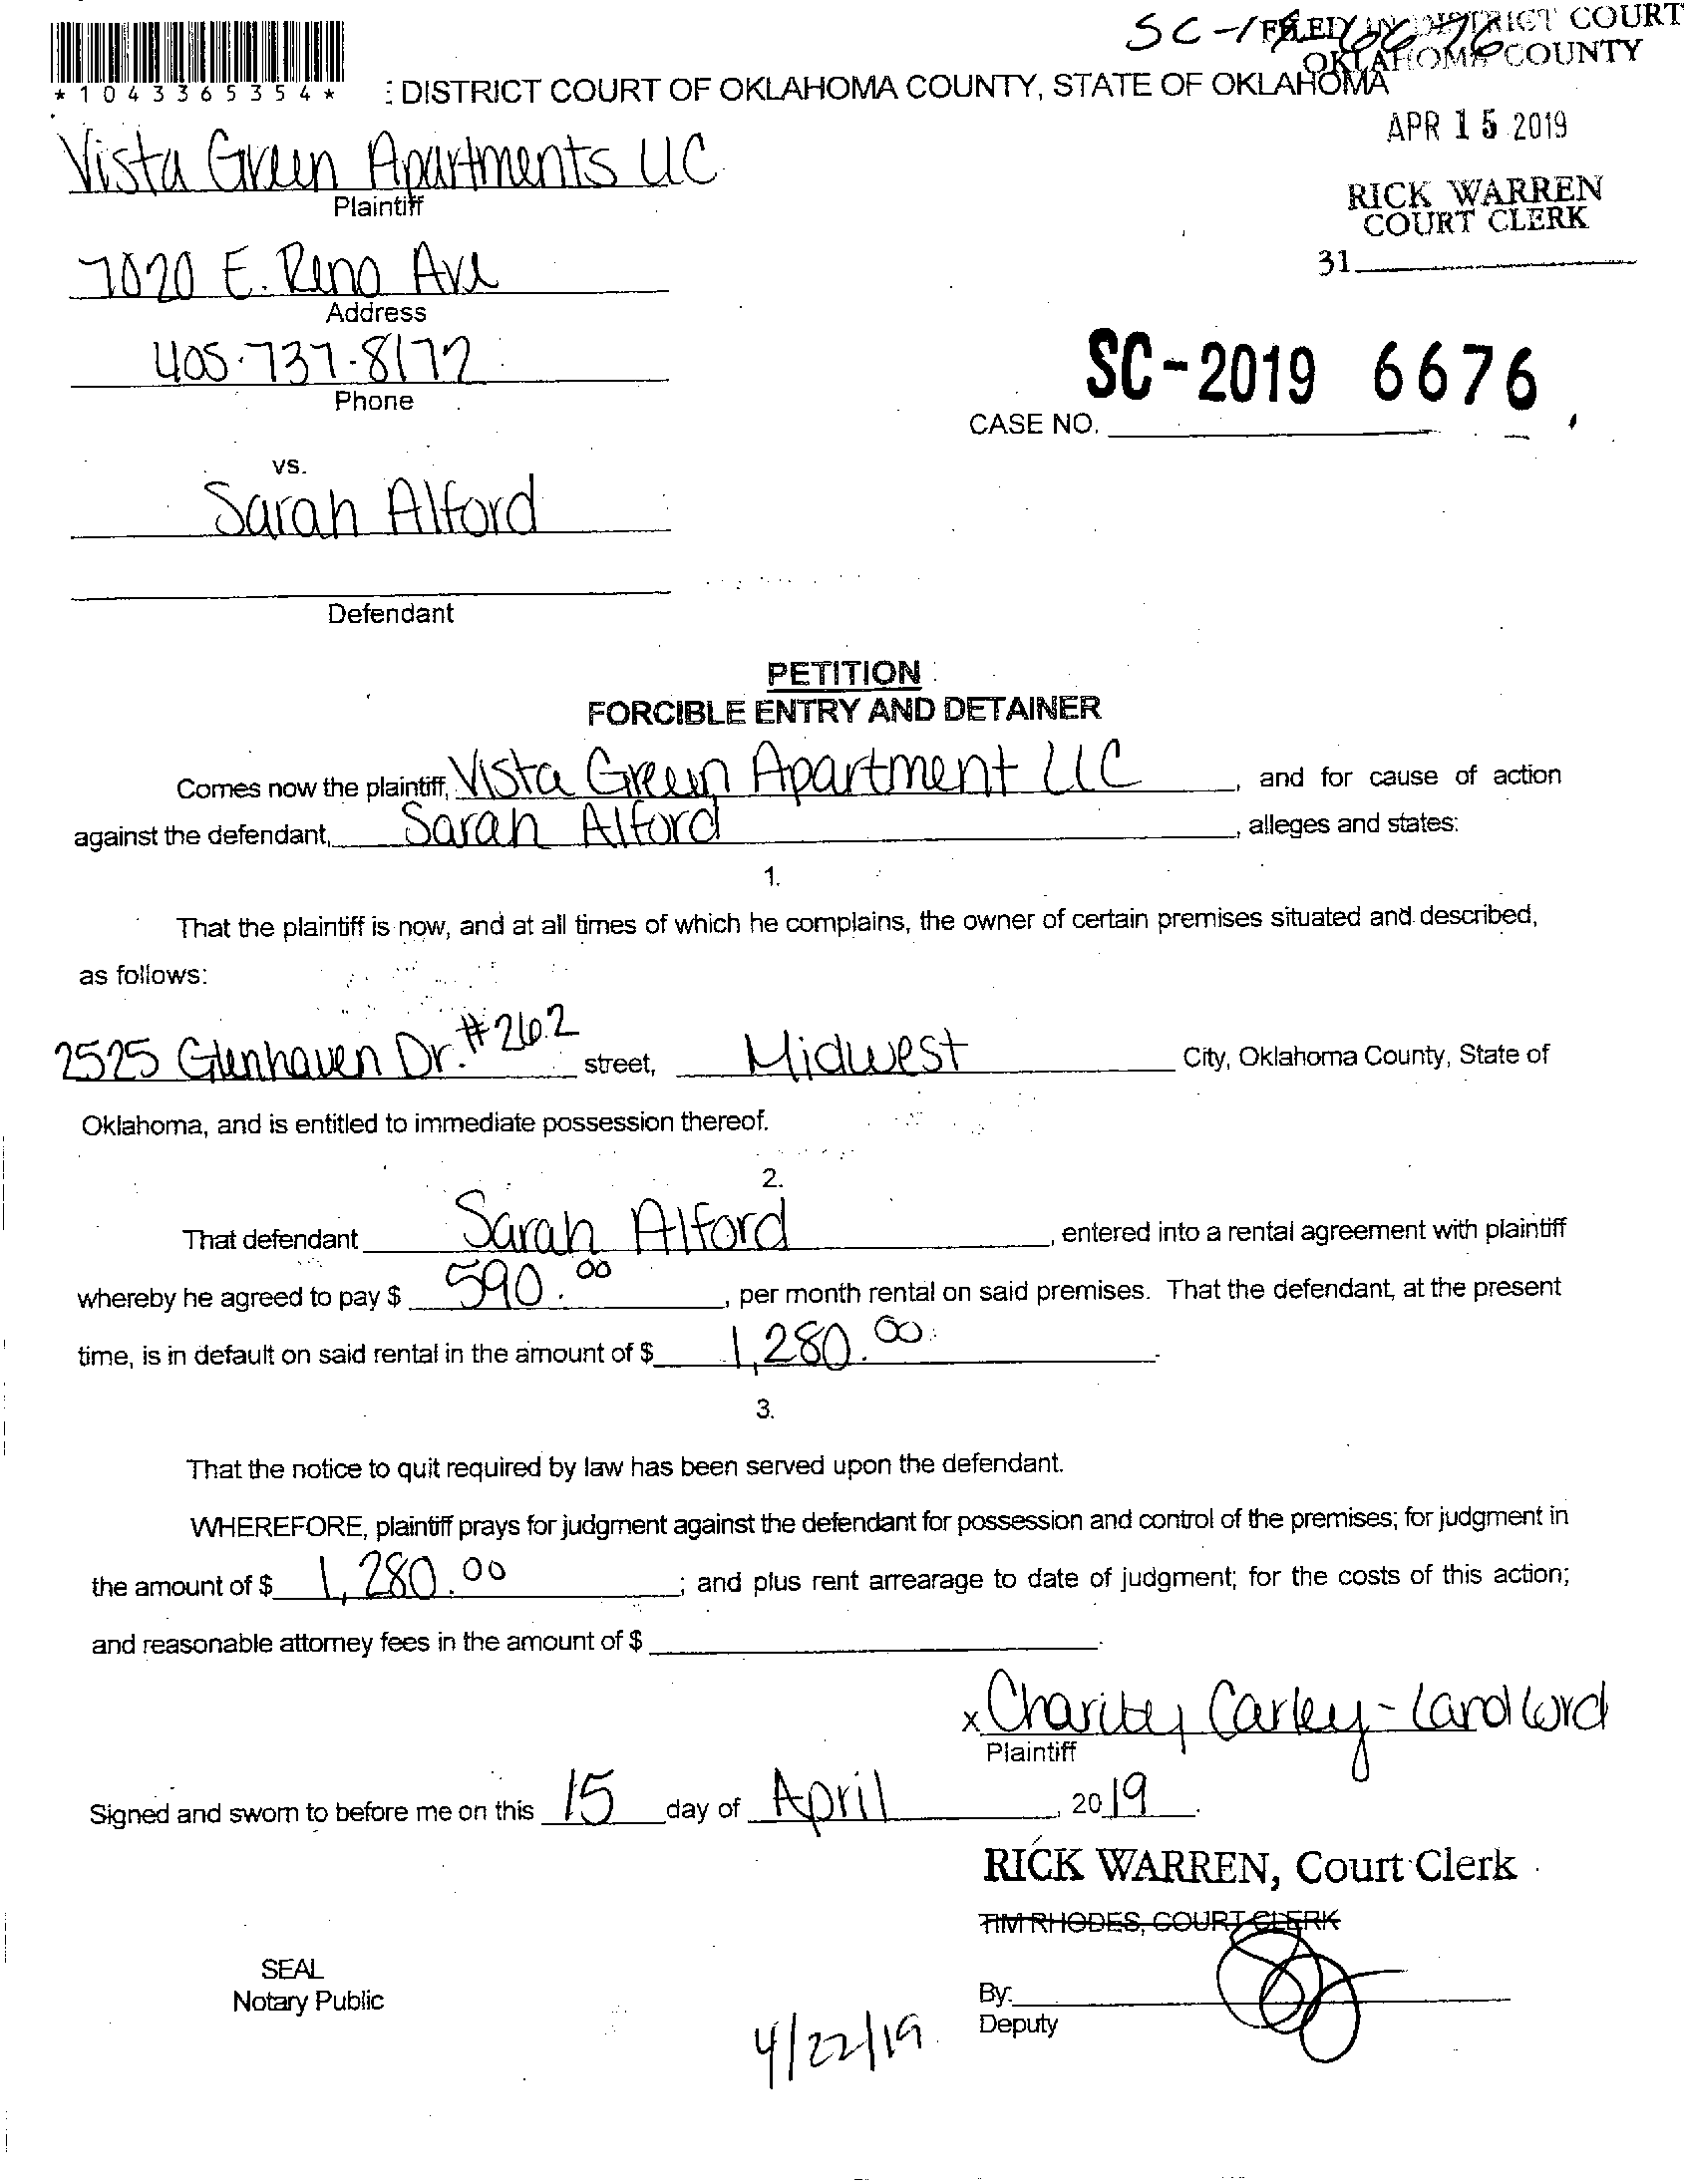 SC-19-6676
FILED IN DISTRICT COURT
OKLAHOMA COUNTY
*1043365354*
: DISTRICT COURT OF OKLAHOMA COUNTY, STATE OF OKLAHOMA
APR 15 2019
Vista Green Apartments LLC
Plaintiff
RICK WARREN
COURT CLERK
31
7020 E. Reno Ave
Address
405-737-8172
Phone
SC-2019 6676
CASE NO.
vs.
Sarah Alford
Defendant
PETITION
FORCIBLE ENTRY AND DETAINER
Comes now the plaintiff, Vista Green Apartment LLC, and for cause of action
against the defendant, Sarah Alford, alleges and states:
1.
That the plaintiff is now, and at all times of which he complains, the owner of certain premises situated and described,
as follows:
2525 Glenhaven Dr. #262 street, Midwest City, Oklahoma County, State of
Oklahoma, and is entitled to immediate possession thereof.
2.
That defendant Sarah Alford, entered into a rental agreement with plaintiff
whereby he agreed to pay $ 590.00, per month rental on said premises. That the defendant, at the present
time, is in default on said rental in the amount of $ 1,280.00.
3.
That the notice to quit required by law has been served upon the defendant.
WHEREFORE, plaintiff prays for judgment against the defendant for possession and control of the premises; for judgment in
the amount of $ 1,280.00; and plus rent arrearage to date of judgment; for the costs of this action;
and reasonable attorney fees in the amount of $
x Charity Carley - Landlord
Plaintiff
Signed and sworn to before me on this 15 day of April, 2019.
RICK WARREN, Court Clerk
TIM RHODES, COURT CLERK
SEAL
Notary Public
By:
Deputy
4/22/19